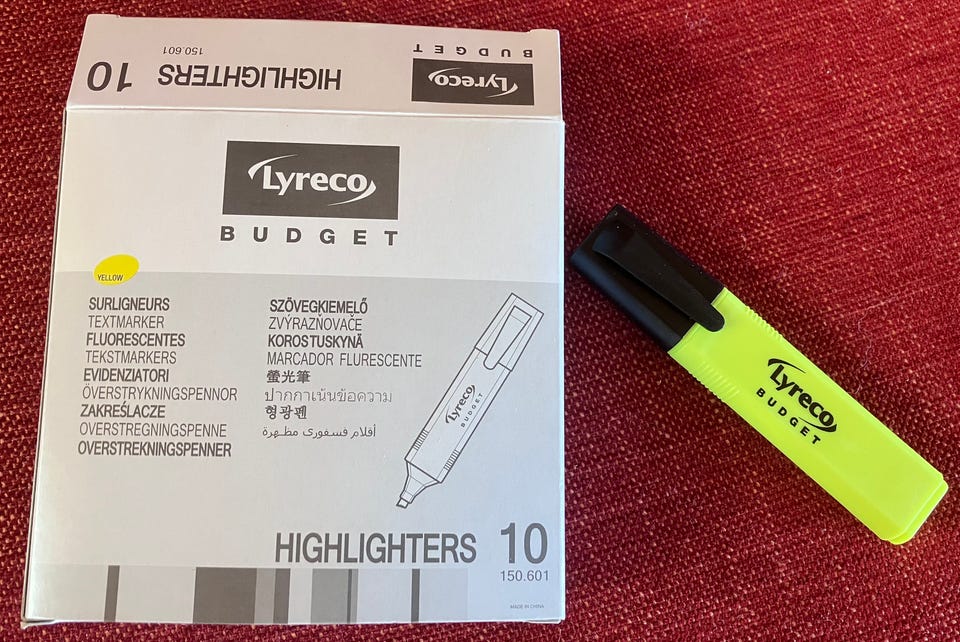 10 HIGHLIGHTERS 150.601
Lyreco
BUDGET
Lyreco
BUDGET
YELLOW
SURLIGNEURS
TEXTMARKER
FLUORESCENTES
TEKSTMARKERS
EVIDENZIATORI
ÖVERSTRYKNINGSPENNOR
ZAKREŚLACZE
OVERSTREGNINGSPENNE
OVERSTREKNINGSPENNER
SZÖVEGKIEMELŐ
ZVÝRAZŇOVAČE
KOROSTUSKYNÄ
MARCADOR FLURESCENTE
螢光筆
ปากกาเน้นข้อความ
형광펜
أقلام فسفورى مظهرة
Lyreco
BUDGET
HIGHLIGHTERS 10
150.601
MADE IN CHINA
Lyreco
BUDGET